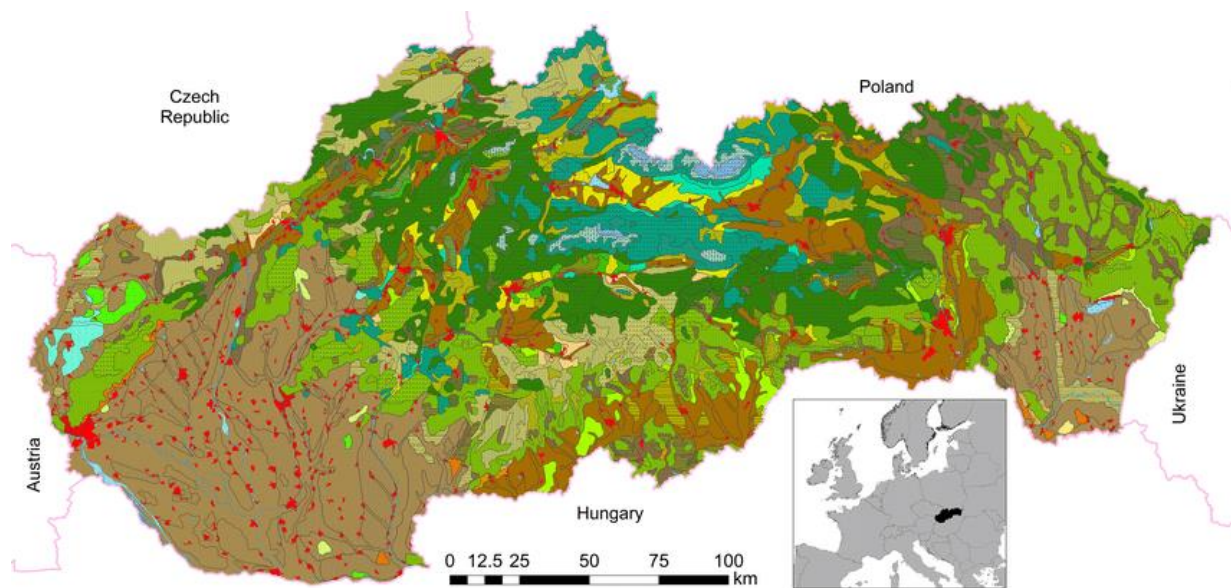 Czech
Republic
Poland
Austria
Ukraine
Hungary
0 12.5 25 50 75 100
km